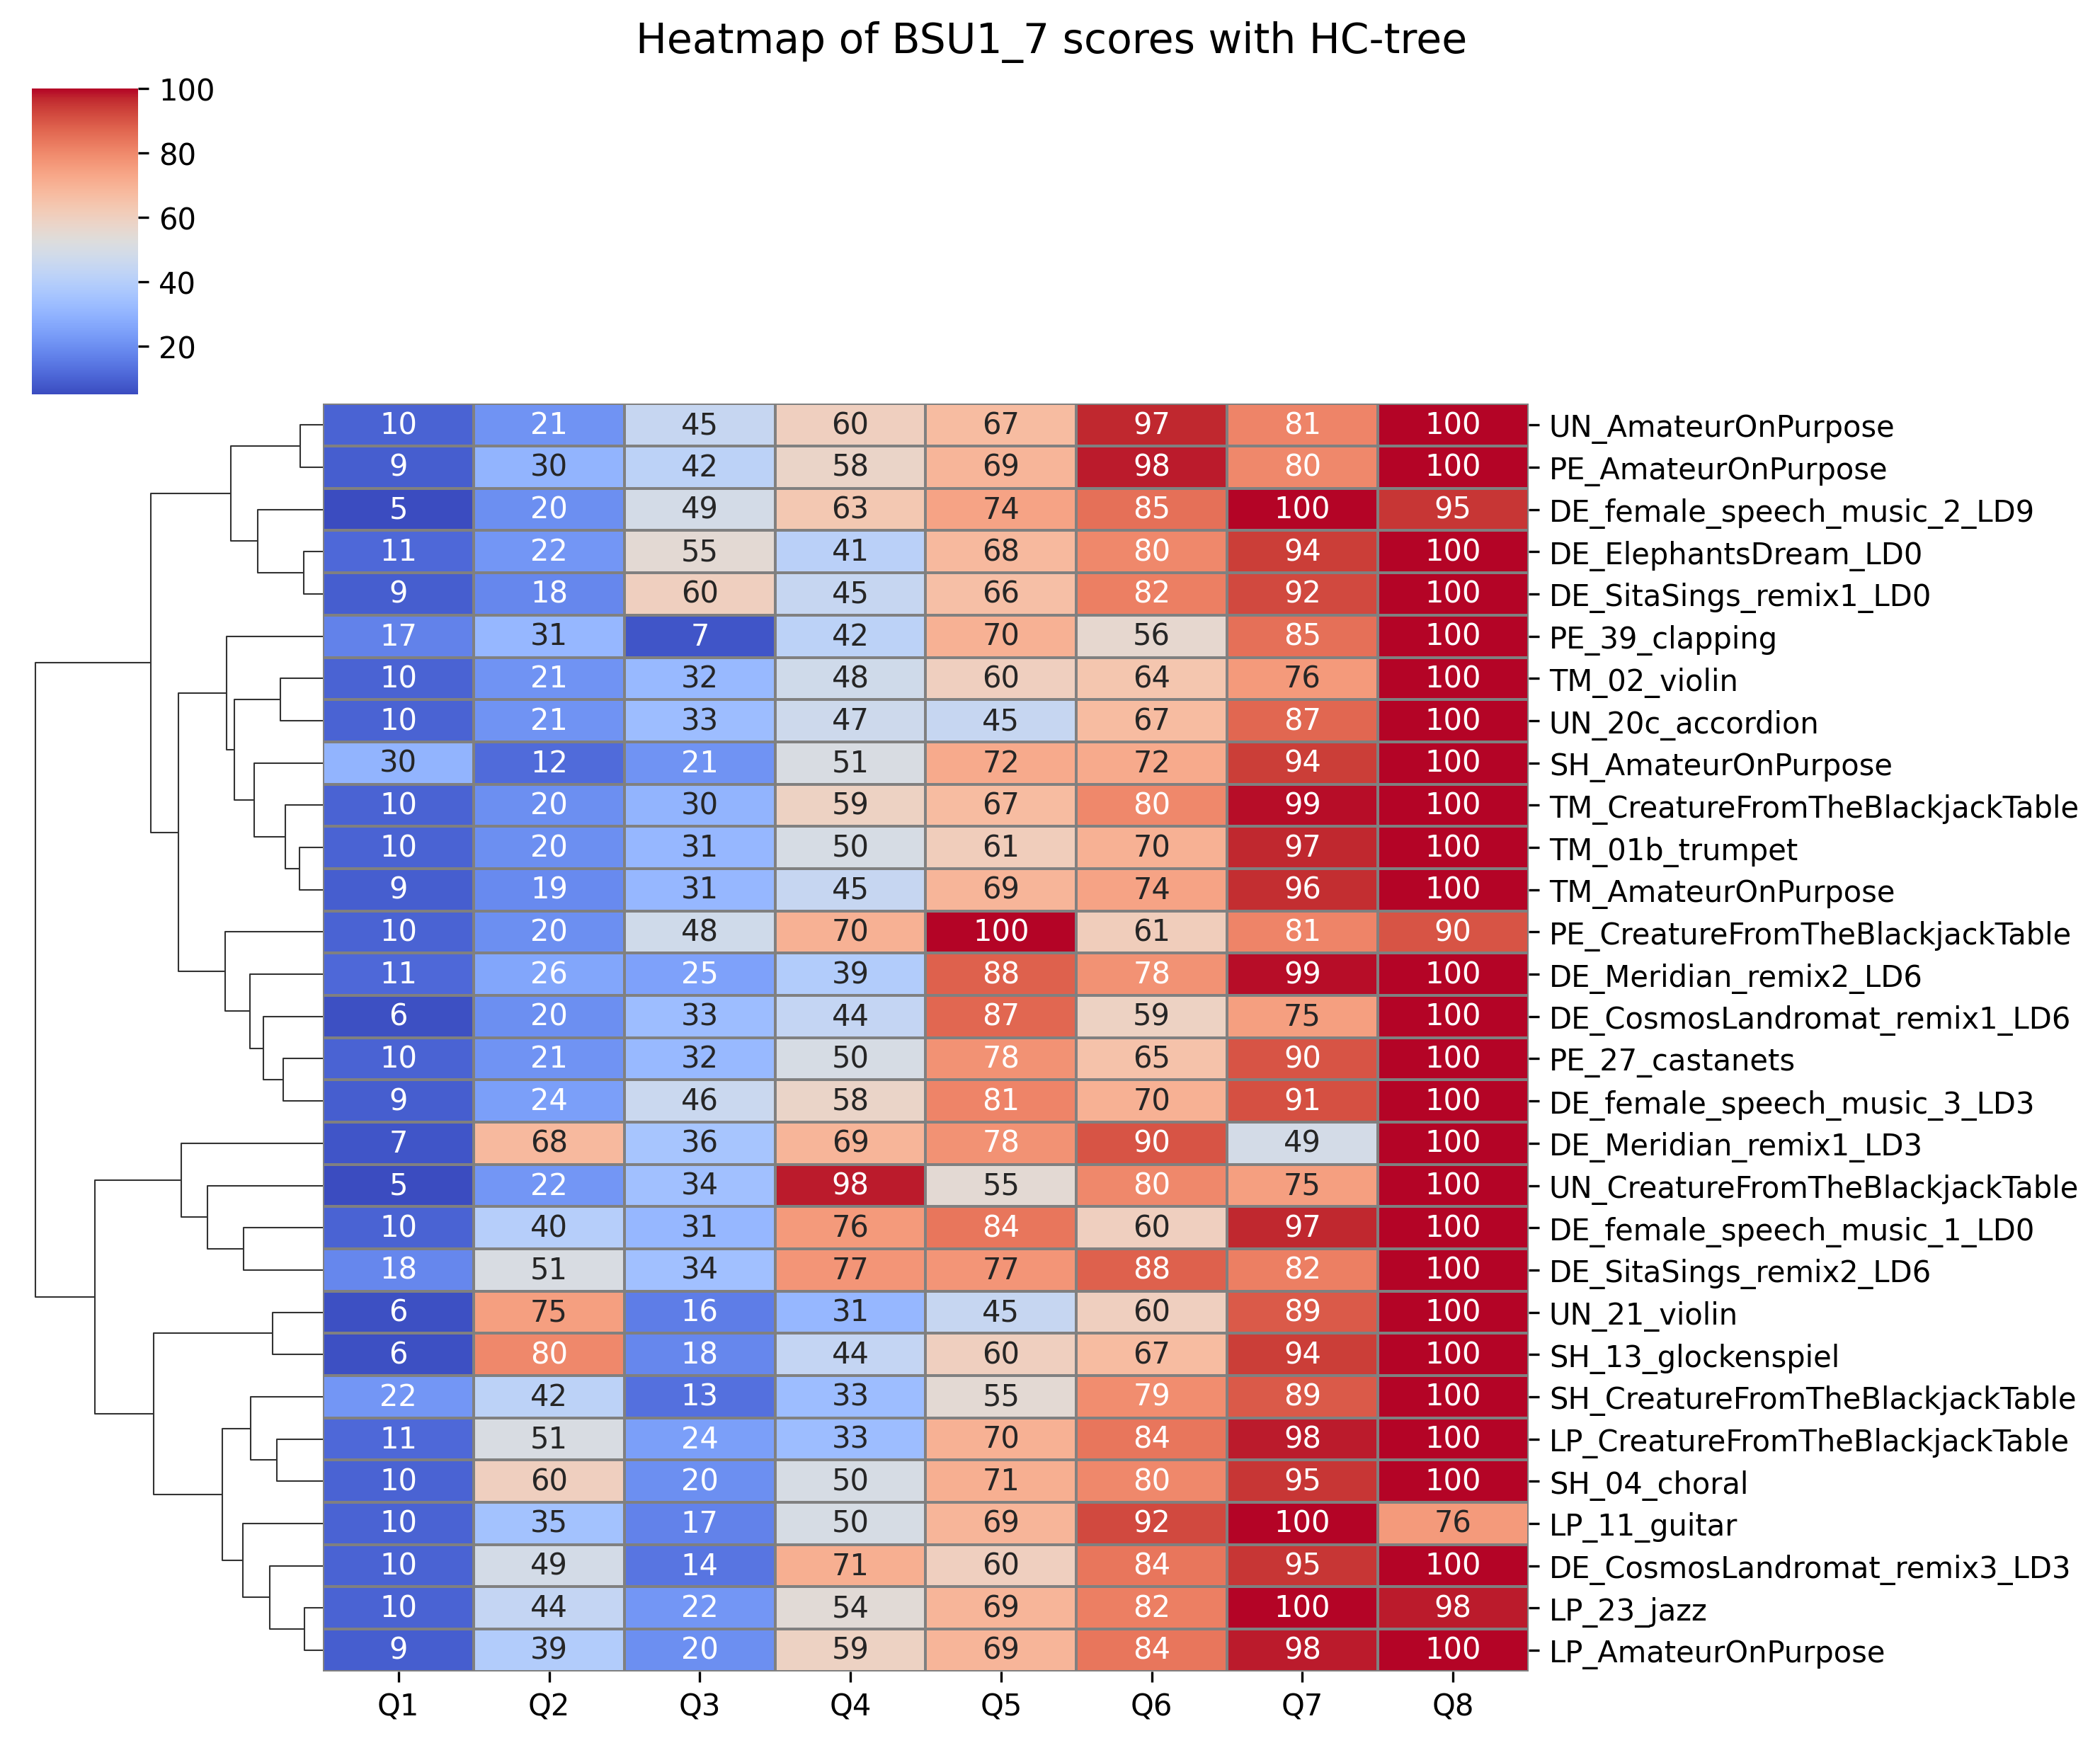 Heatmap of BSU1_7 scores with HC-tree
100
80
60
40
20
10 21 45 60 67 97 81 100 UN_AmateurOnPurpose
9 30 42 58 69 98 80 100 PE_AmateurOnPurpose
5 20 49 63 74 85 100 95 DE_female_speech_music_2_LD9
11 22 55 41 68 80 94 100 DE_ElephantsDream_LD0
9 18 60 45 66 82 92 100 DE_SitaSings_remix1_LD0
17 31 7 42 70 56 85 100 PE_39_clapping
10 21 32 48 60 64 76 100 TM_02_violin
10 21 33 47 45 67 87 100 UN_20c_accordion
30 12 21 51 72 72 94 100 SH_AmateurOnPurpose
10 20 30 59 67 80 99 100 TM_CreatureFromTheBlackjackTable
10 20 31 50 61 70 97 100 TM_01b_trumpet
9 19 31 45 69 74 96 100 TM_AmateurOnPurpose
10 20 48 70 100 61 81 90 PE_CreatureFromTheBlackjackTable
11 26 25 39 88 78 99 100 DE_Meridian_remix2_LD6
6 20 33 44 87 59 75 100 DE_CosmosLandromat_remix1_LD6
10 21 32 50 78 65 90 100 PE_27_castanets
9 24 46 58 81 70 91 100 DE_female_speech_music_3_LD3
7 68 36 69 78 90 49 100 DE_Meridian_remix1_LD3
5 22 34 98 55 80 75 100 UN_CreatureFromTheBlackjackTable
10 40 31 76 84 60 97 100 DE_female_speech_music_1_LD0
18 51 34 77 77 88 82 100 DE_SitaSings_remix2_LD6
6 75 16 31 45 60 89 100 UN_21_violin
6 80 18 44 60 67 94 100 SH_13_glockenspiel
22 42 13 33 55 79 89 100 SH_CreatureFromTheBlackjackTable
11 51 24 33 70 84 98 100 LP_CreatureFromTheBlackjackTable
10 60 20 50 71 80 95 100 SH_04_choral
10 35 17 50 69 92 100 76 LP_11_guitar
10 49 14 71 60 84 95 100 DE_CosmosLandromat_remix3_LD3
10 44 22 54 69 82 100 98 LP_23_jazz
9 39 20 59 69 84 98 100 LP_AmateurOnPurpose
Q1 Q2 Q3 Q4 Q5 Q6 Q7 Q8